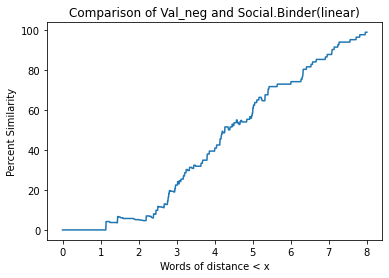 Comparison of Val_neg and Social.Binder(linear)
Percent Similarity
100
80
60
40
20
0
0 1 2 3 4 5 6 7 8
Words of distance < x